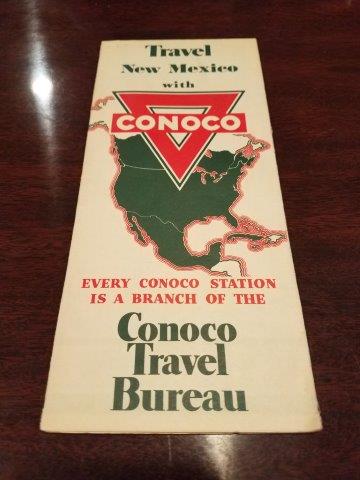 Travel
New Mexico
with
CONOCO
EVERY CONOCO STATION
IS A BRANCH OF THE
Conoco
Travel
Bureau